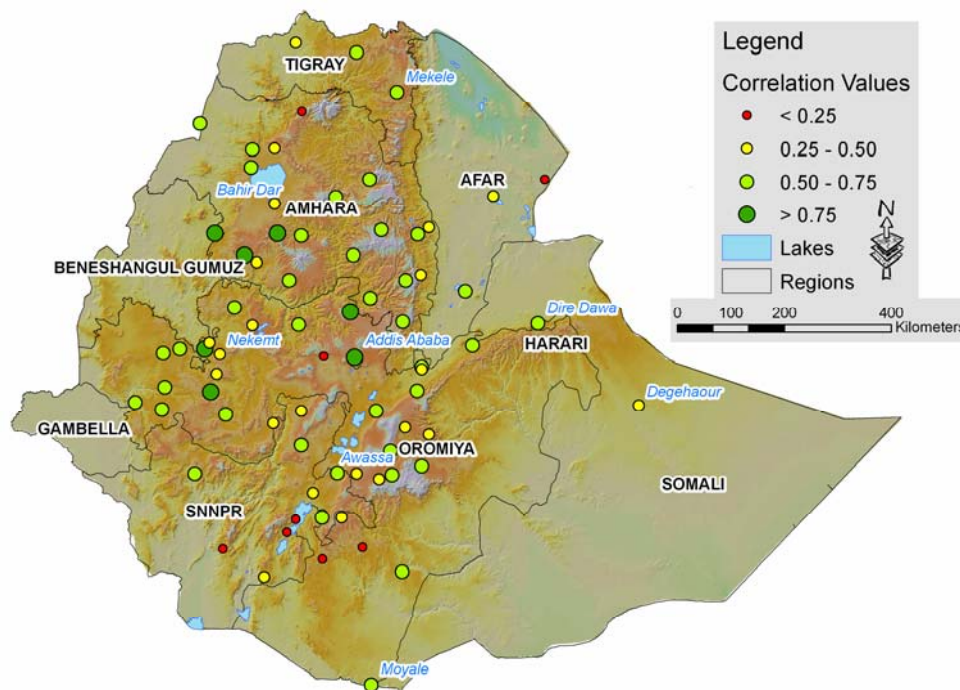 TIGRAY
Mekele
Bahir Dar
AMHARA
AFAR
BENESHANGUL GUMUZ
Nekemt
Addis Ababa
Dire Dawa
HARARI
Degehaour
GAMBELLA
OROMIYA
Awassa
SOMALI
SNNPR
Moyale
Legend
Correlation Values
< 0.25
0.25 - 0.50
0.50 - 0.75
> 0.75
Lakes
Regions
N
0 100 200 400
Kilometers